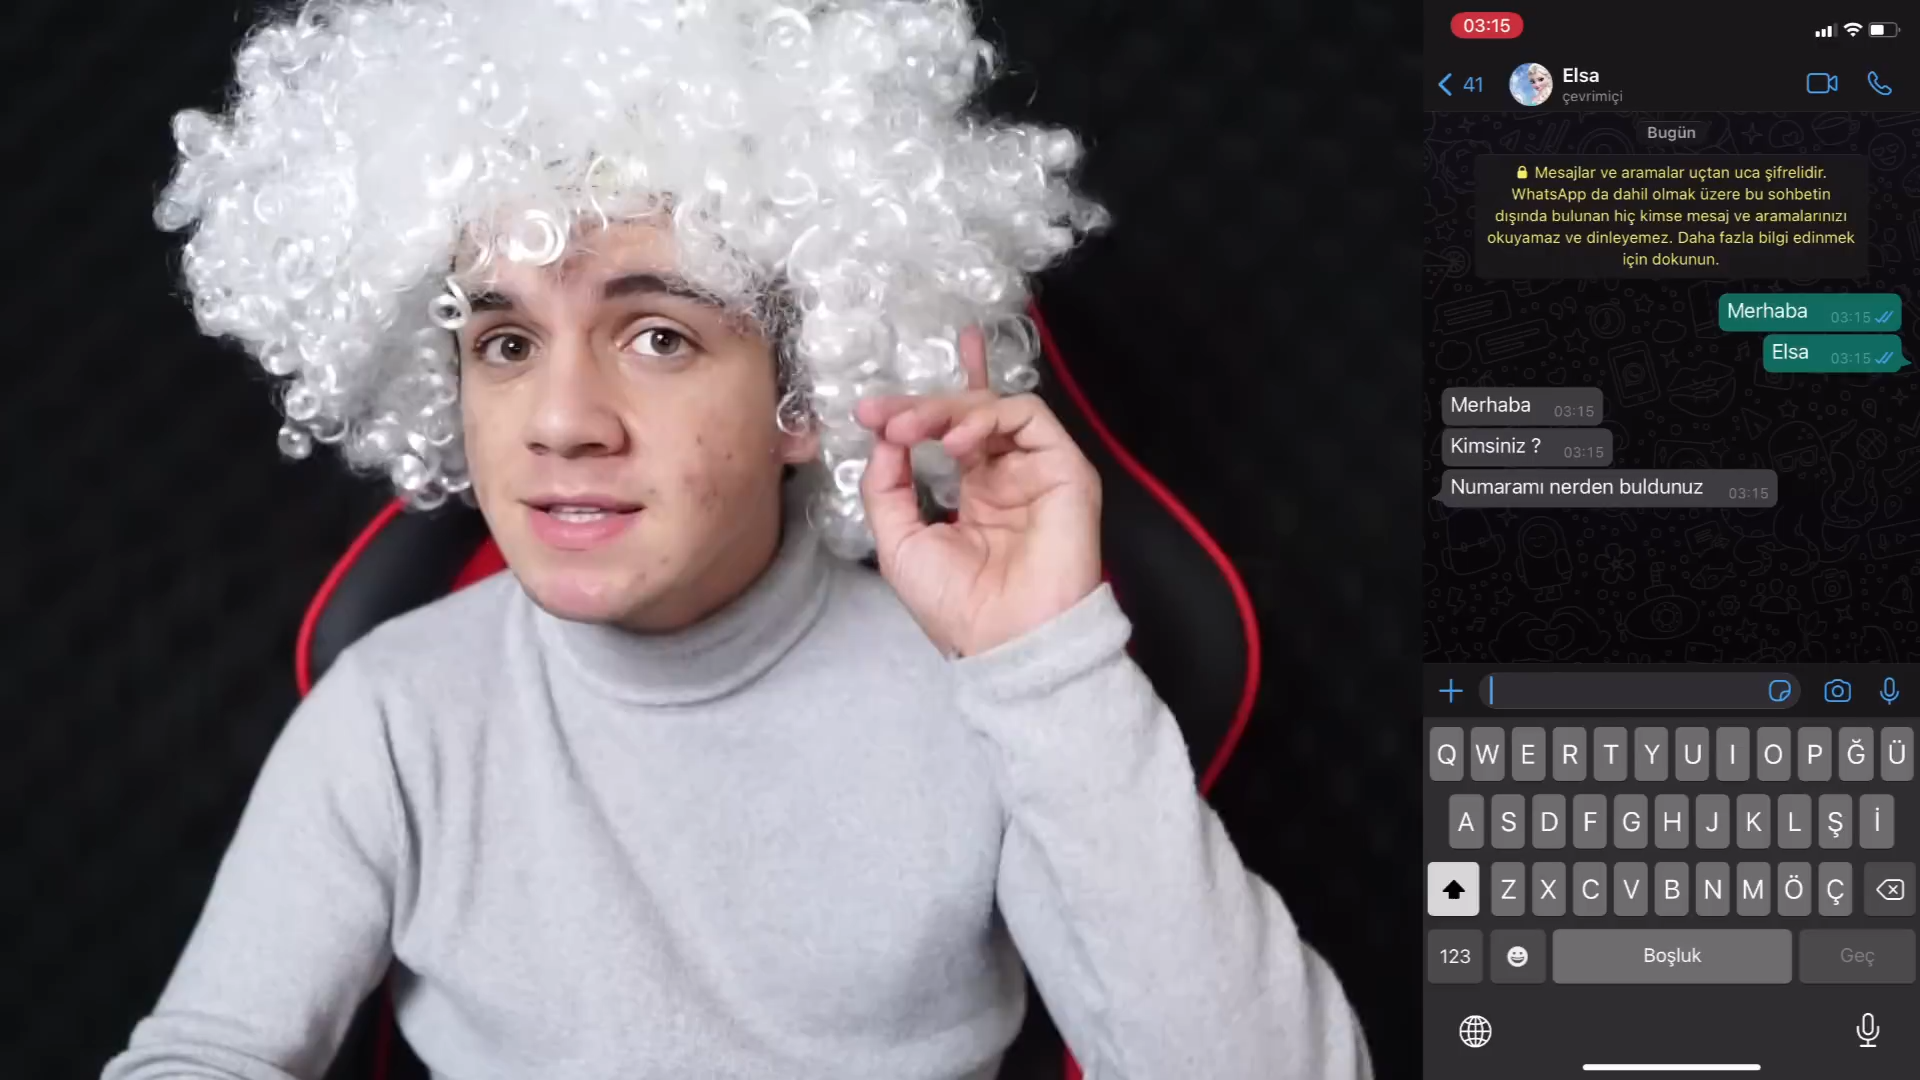 03:15
41
Elsa
çevrimiçi
Bugün
Mesajlar ve aramalar uçtan uca şifrelidir.
WhatsApp da dahil olmak üzere bu sohbetin
dışında bulunan hiç kimse mesaj ve aramalarınızı
okuyamaz ve dinleyemez. Daha fazla bilgi edinmek
için dokunun.
Merhaba 03:15
Elsa 03:15
Merhaba 03:15
Kimsiniz ? 03:15
Numaramı nerden buldunuz 03:15
Q W E R T Y U I O P Ğ Ü
A S D F G H J K L Ş İ
Z X C V B N M Ö Ç
123 Boşluk Geç